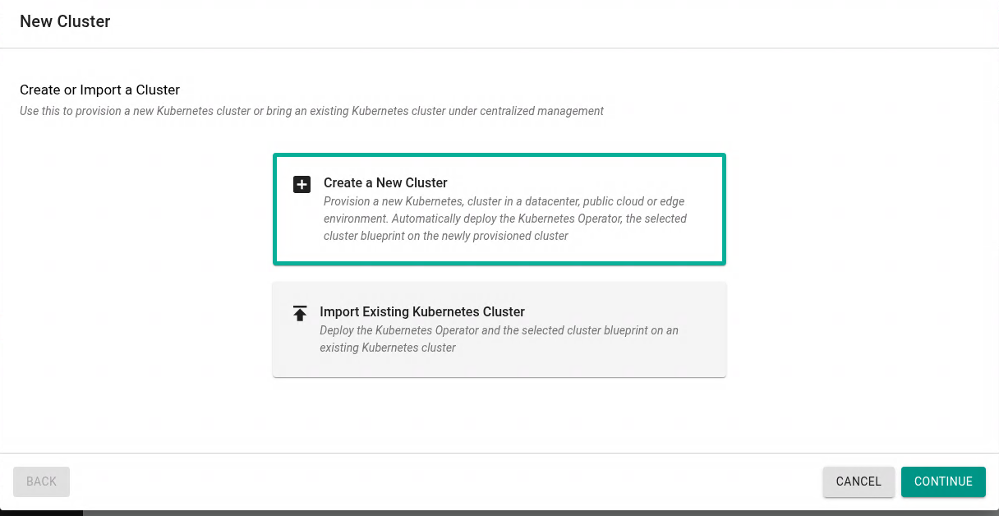 New Cluster
Create or Import a Cluster
Use this to provision a new Kubernetes cluster or bring an existing Kubernetes cluster under centralized management
Create a New Cluster
Provision a new Kubernetes, cluster in a datacenter, public cloud or edge
environment. Automatically deploy the Kubernetes Operator, the selected
cluster blueprint on the newly provisioned cluster
Import Existing Kubernetes Cluster
Deploy the Kubernetes Operator and the selected cluster blueprint on an
existing Kubernetes cluster
BACK
CANCEL
CONTINUE